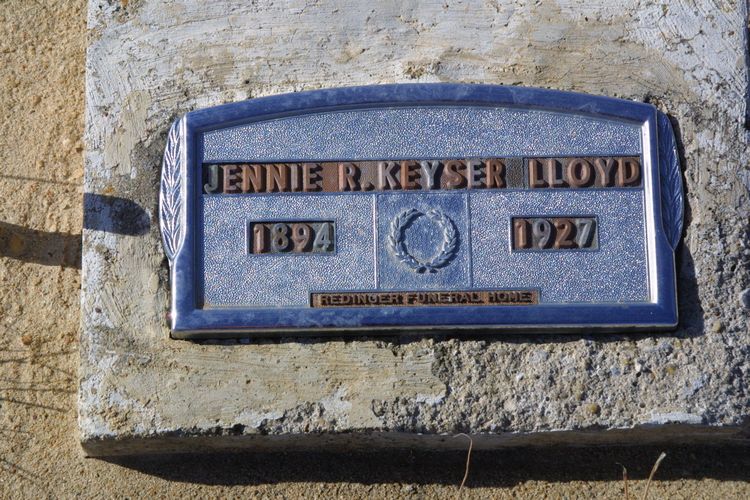 JENNIE R. KEYSER LLOYD
1894 1927
REDINGER FUNERAL HOME